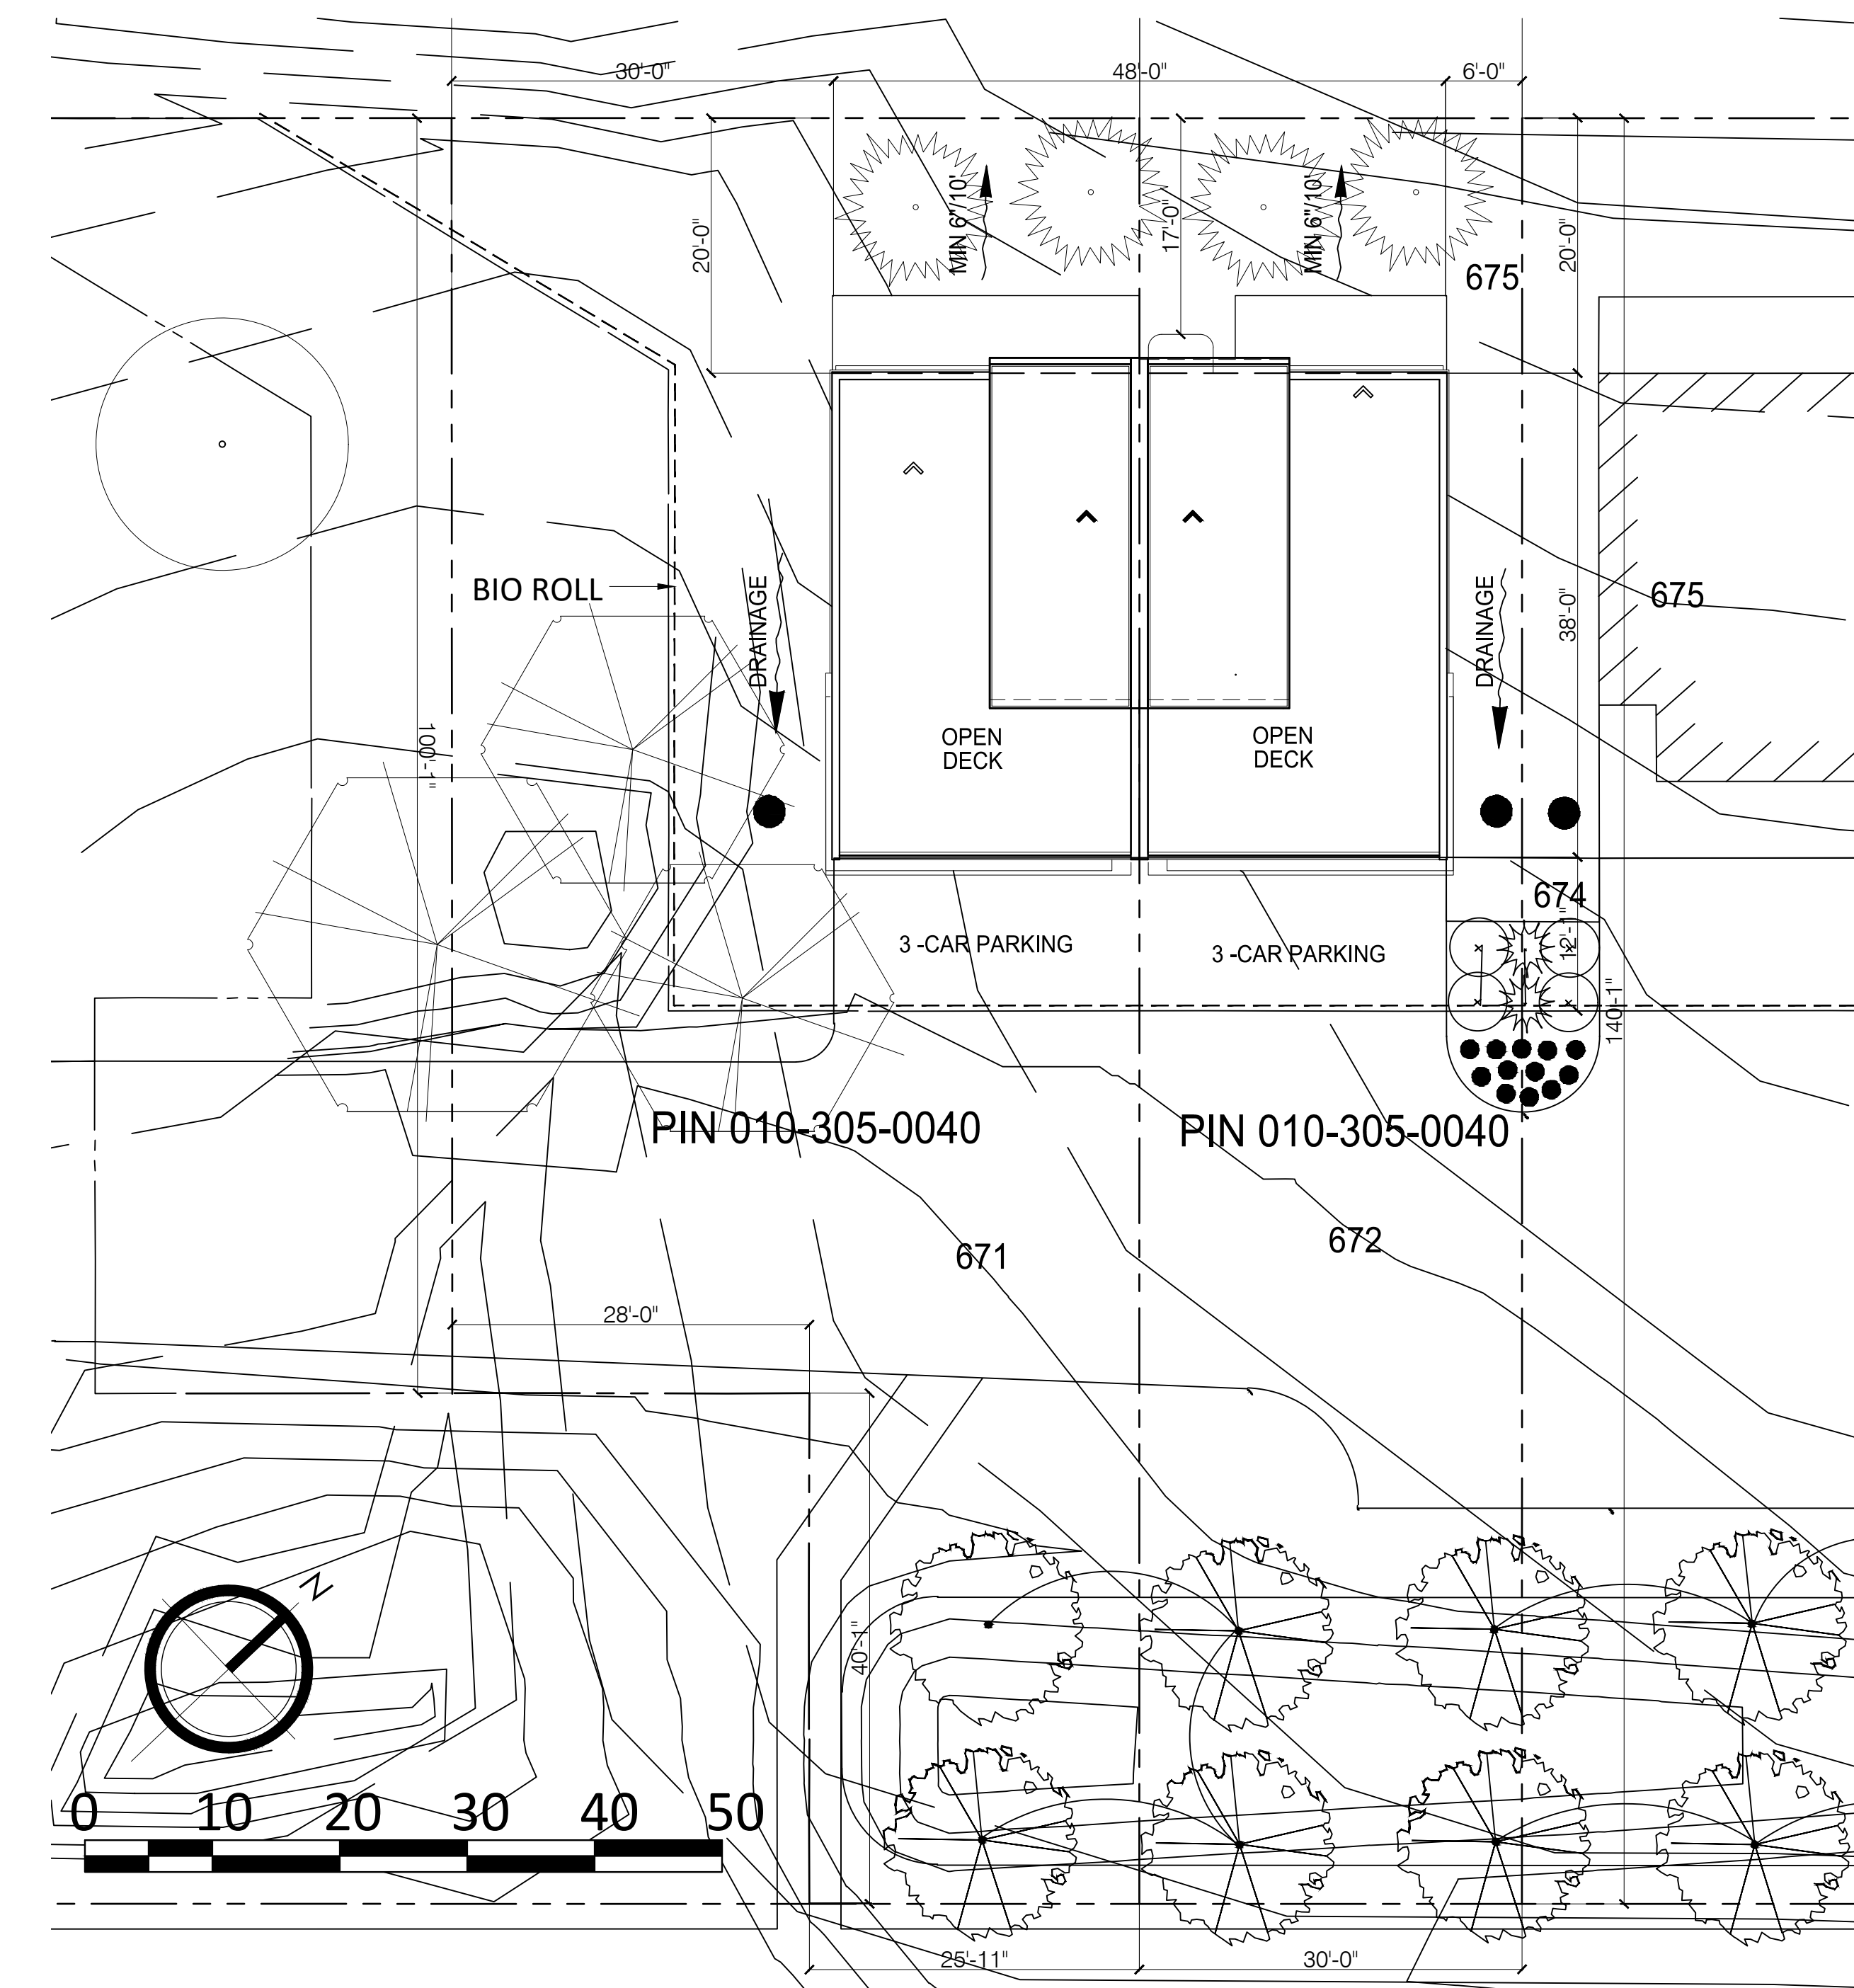 30'-0"
48'-0"
6'-0"
20'-0"
MIN 6"/10'
17'-0"
MIN 6"/10'
675
20'-0"
BIO ROLL
DRAINAGE
DRAINAGE
38'-0"
675
100'-1"
OPEN
DECK
OPEN
DECK
674
12'-1"
3 -CAR PARKING
3 -CAR PARKING
140'-1"
PIN 010-305-0040
PIN 010-305-0040
671
672
28'-0"
N
40'-1"
0 10 20 30 40 50
25'-11"
30'-0"